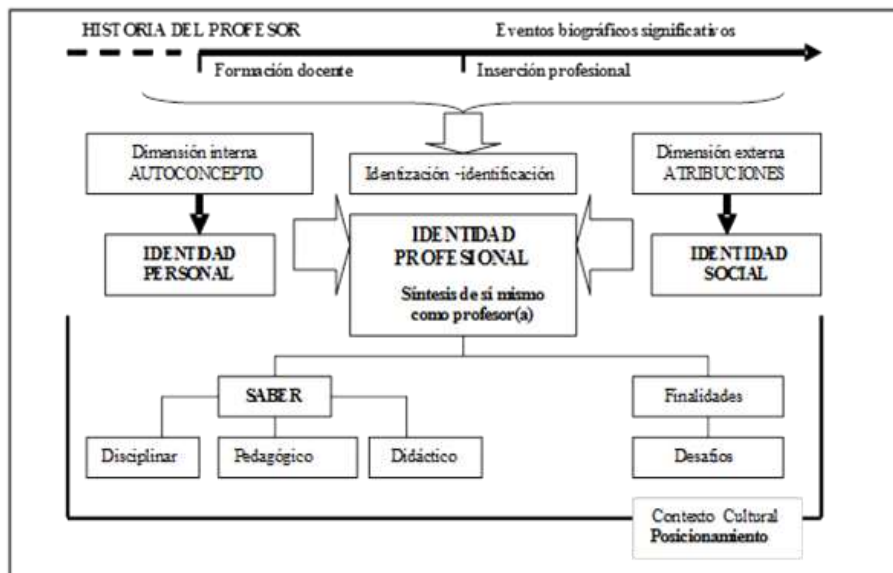 HISTORIA DEL PROFESOR
Eventos biográficos significativos
Formación docente
Inserción profesional
Dimensión interna
AUTOCONCEPTO
Identización -identificación
Dimensión externa
ATRIBUCIONES
IDENTIDAD
PERSONAL
IDENTIDAD
PROFESIONAL
Síntesis de sí mismo
como profesor(a)
IDENTIDAD
SOCIAL
SABER
Finalidades
Disciplinar
Pedagógico
Didáctico
Desafios
Contexto Cultural
Posicionamiento